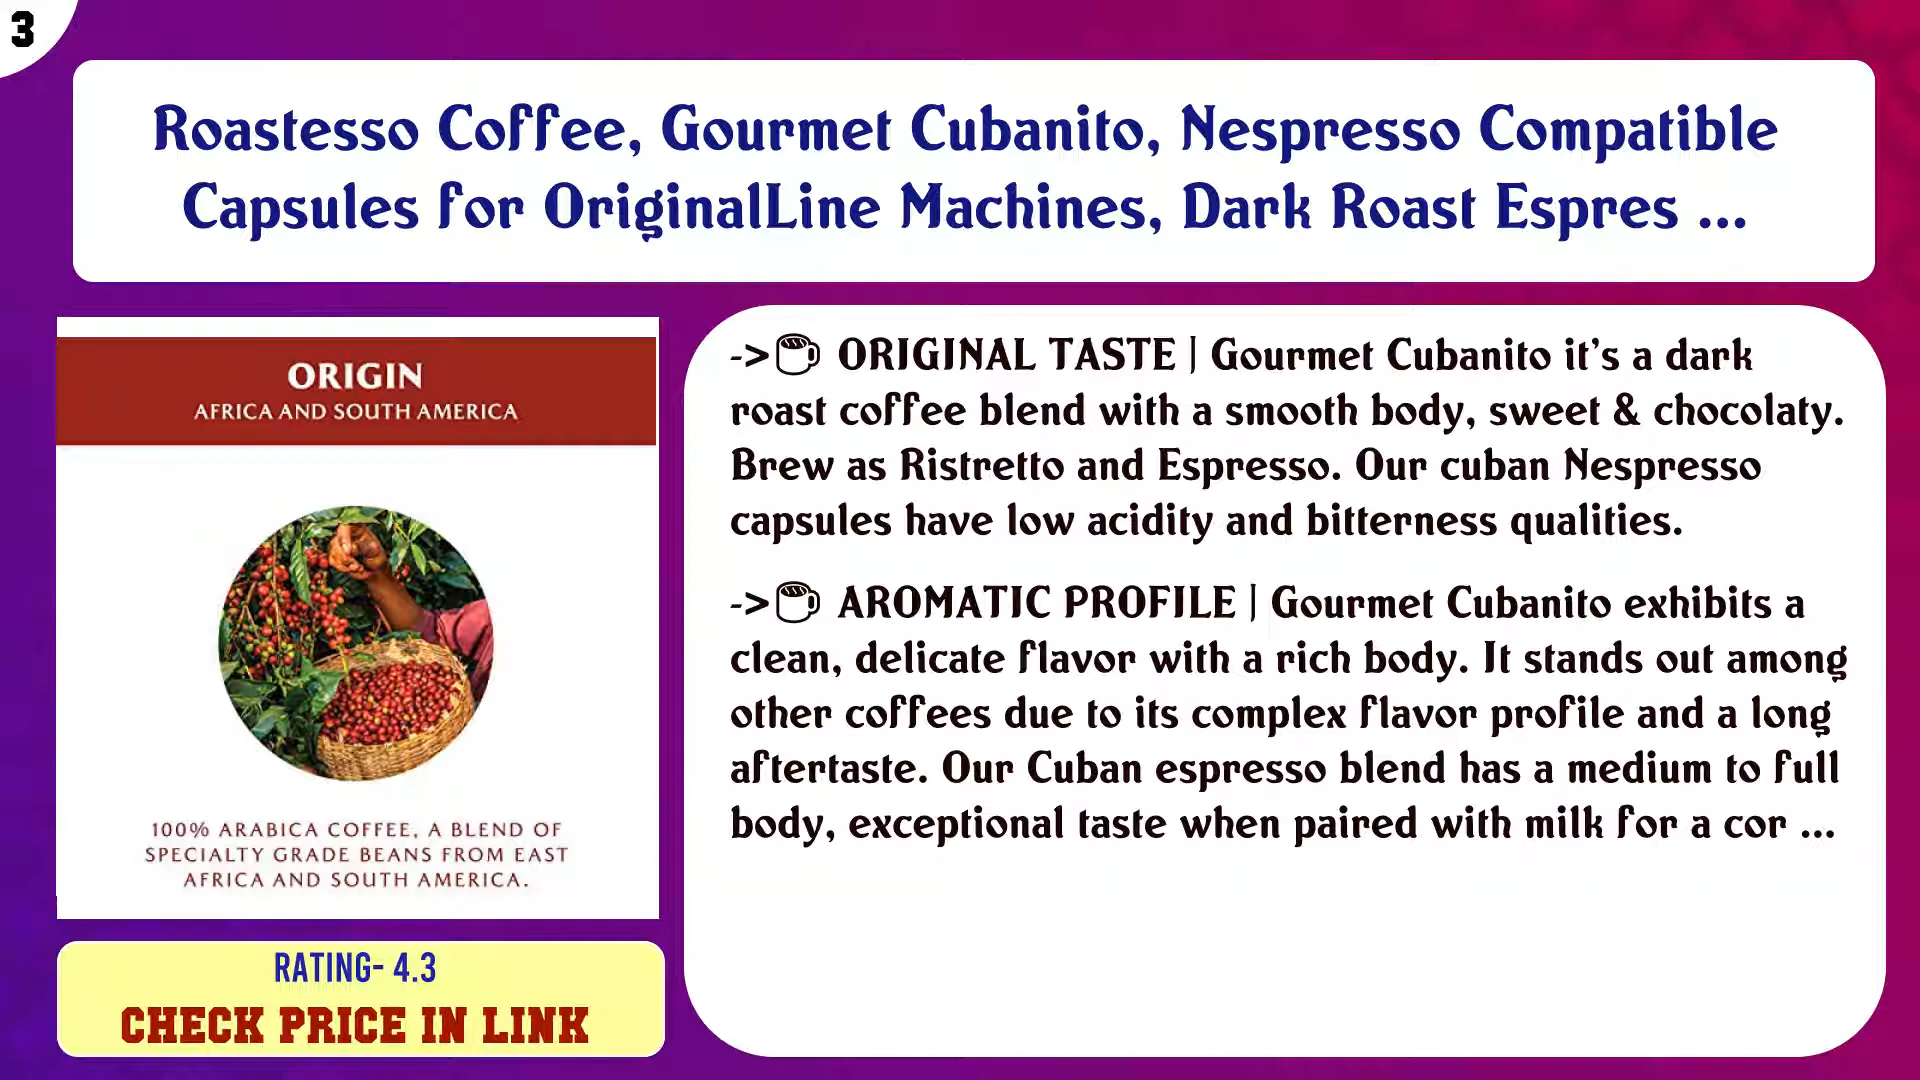 3
Roastesso Coffee, Gourmet Cubanito, Nespresso Compatible
Capsules for OriginalLine Machines, Dark Roast Espres ...
ORIGIN
AFRICA AND SOUTH AMERICA
100% ARABICA COFFEE, A BLEND OF
SPECIALTY GRADE BEANS FROM EAST
AFRICA AND SOUTH AMERICA.
RATING- 4.3
CHECK PRICE IN LINK
->☕ ORIGINAL TASTE | Gourmet Cubanito it's a dark
roast coffee blend with a smooth body, sweet & chocolaty.
Brew as Ristretto and Espresso. Our cuban Nespresso
capsules have low acidity and bitterness qualities.
->☕ AROMATIC PROFILE | Gourmet Cubanito exhibits a
clean, delicate flavor with a rich body. It stands out among
other coffees due to its complex flavor profile and a long
aftertaste. Our Cuban espresso blend has a medium to full
body, exceptional taste when paired with milk for a cor ...